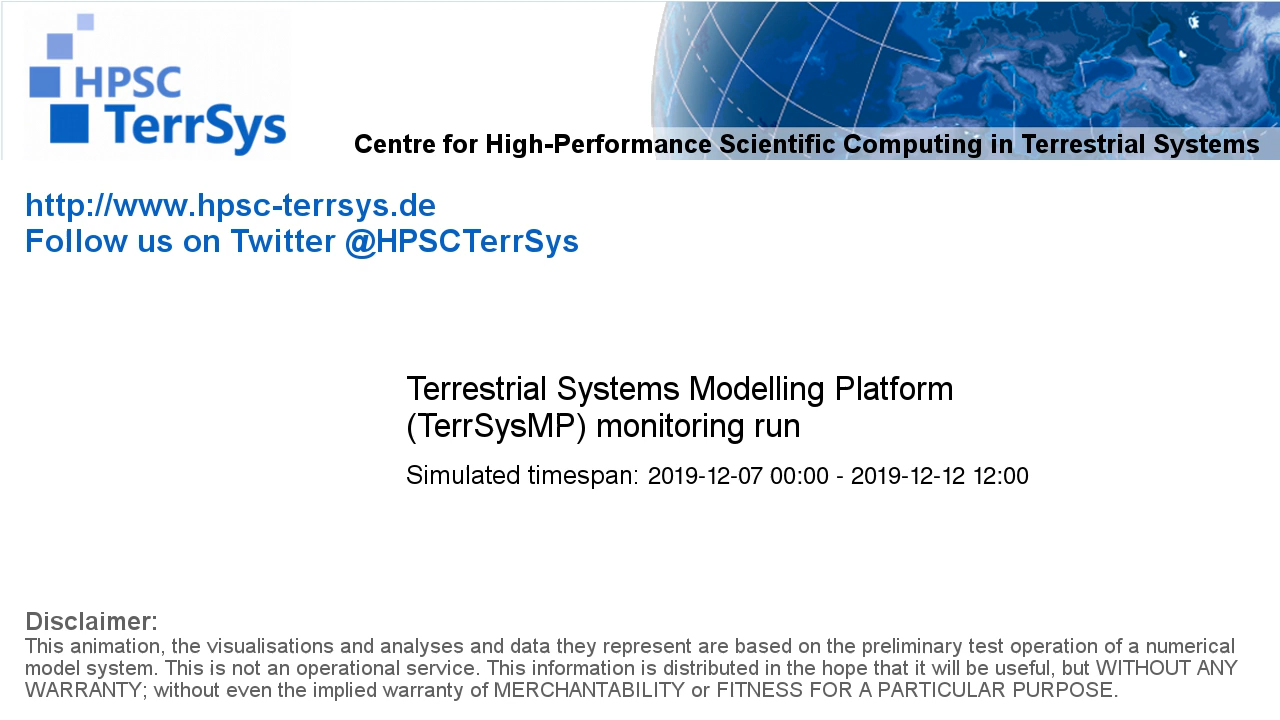 HPSC
TerrSys
Centre for High-Performance Scientific Computing in Terrestrial Systems
http://www.hpsc-terrsys.de
Follow us on Twitter @HPSCTerrSys
Terrestrial Systems Modelling Platform
(TerrSysMP) monitoring run
Simulated timespan: 2019-12-07 00:00 - 2019-12-12 12:00
Disclaimer:
This animation, the visualisations and analyses and data they represent are based on the preliminary test operation of a numerical
model system. This is not an operational service. This information is distributed in the hope that it will be useful, but WITHOUT ANY
WARRANTY; without even the implied warranty of MERCHANTABILITY or FITNESS FOR A PARTICULAR PURPOSE.